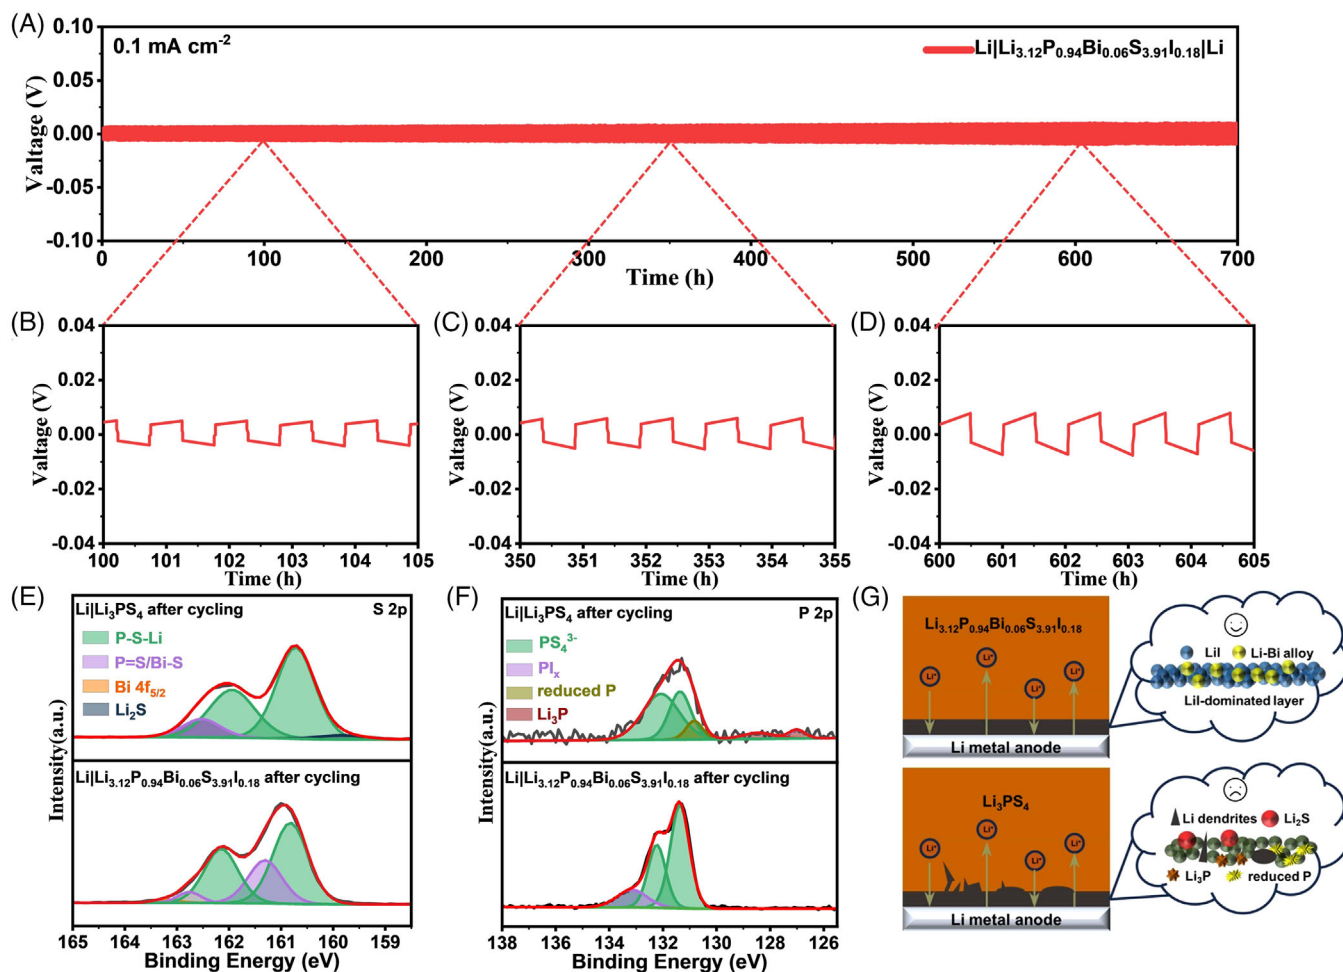 (A)
0.1 mA cm⁻²
Li|Li₃.₁₂P₀.₉₄Bi₀.₀₆S₃.₉₁I₀.₁₈|Li
Valtage (V)
0.10
0.05
0.00
-0.05
-0.10
0 100 200 300 400 500 600 700
Time (h)
(B)
Valtage (V)
0.04
0.02
0.00
-0.02
-0.04
100 101 102 103 104 105
Time (h)
(C)
Valtage (V)
0.04
0.02
0.00
-0.02
-0.04
350 351 352 353 354 355
Time (h)
(D)
Valtage (V)
0.04
0.02
0.00
-0.02
-0.04
600 601 602 603 604 605
Time (h)
(E)
Li|Li₃PS₄ after cycling S 2p
P-S-Li
P=S/Bi-S
Bi 4f₅/₂
Li₂S
Li|Li₃.₁₂P₀.₉₄Bi₀.₀₆S₃.₉₁I₀.₁₈ after cycling
Intensity(a.u.)
165 164 163 162 161 160 159
Binding Energy (eV)
(F)
Li|Li₃PS₄ after cycling P 2p
PS₄³⁻
PIₓ
reduced P
Li₃P
Li|Li₃.₁₂P₀.₉₄Bi₀.₀₆S₃.₉₁I₀.₁₈ after cycling
Intensity(a.u.)
138 136 134 132 130 128 126
Binding Energy (eV)
(G)
Li₃.₁₂P₀.₉₄Bi₀.₀₆S₃.₉₁I₀.₁₈
Li⁺ Li⁺ Li⁺ Li⁺
Li metal anode
LiI Li-Bi alloy
LiI-dominated layer
Li₃PS₄
Li⁺ Li⁺ Li⁺ Li⁺
Li metal anode
Li dendrites Li₂S
Li₃P reduced P